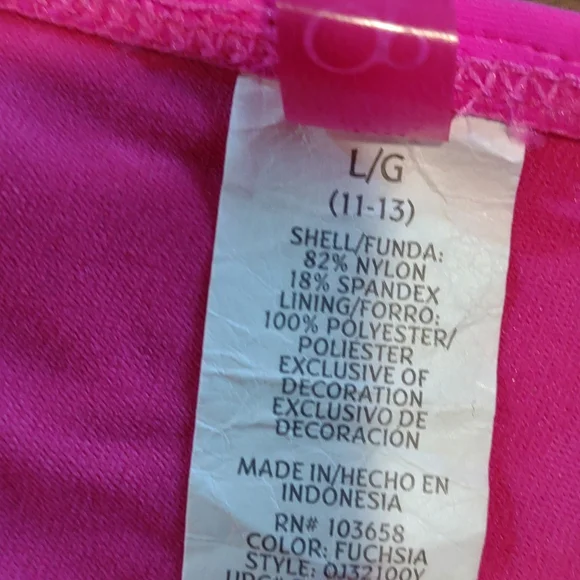 L/G
(11-13)
SHELL/FUNDA:
82% NYLON
18% SPANDEX
LINING/FORRO:
100% POLYESTER/
POLIESTER
EXCLUSIVE OF
DECORATION
EXCLUSIVO DE
DECORACIÓN
MADE IN/HECHO EN
INDONESIA
RN# 103658
COLOR: FUCHSIA
STYLE: